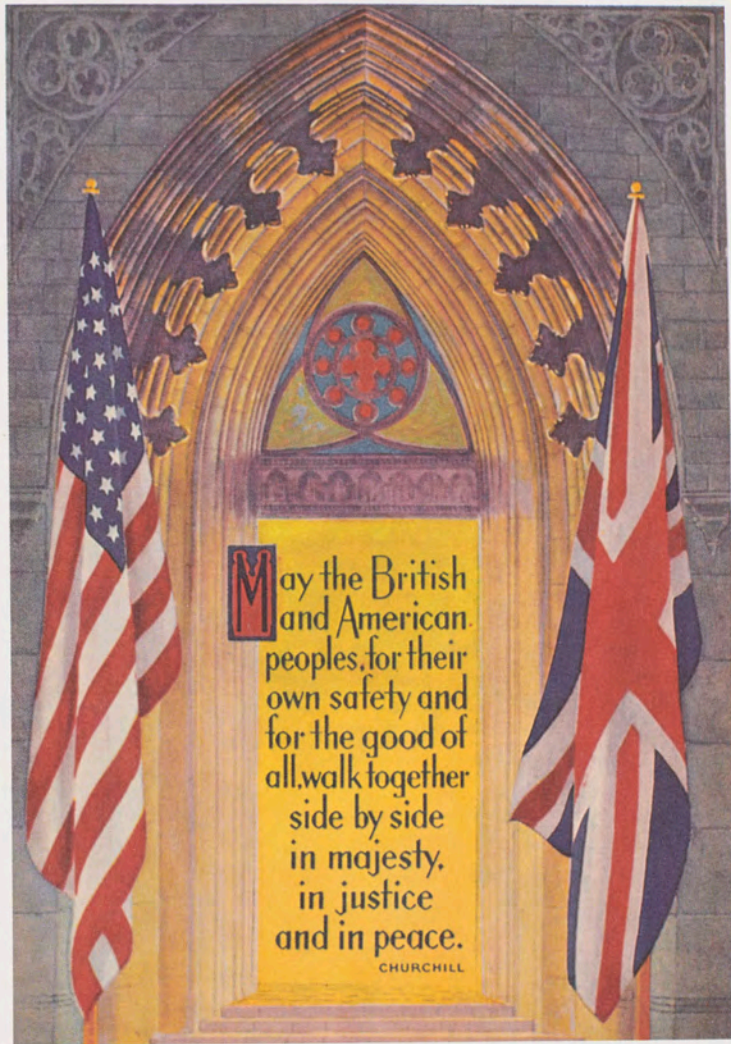 May the British
and American
peoples, for their
own safety and
for the good of
all, walk together
side by side
in majesty,
in justice
and in peace.
CHURCHILL